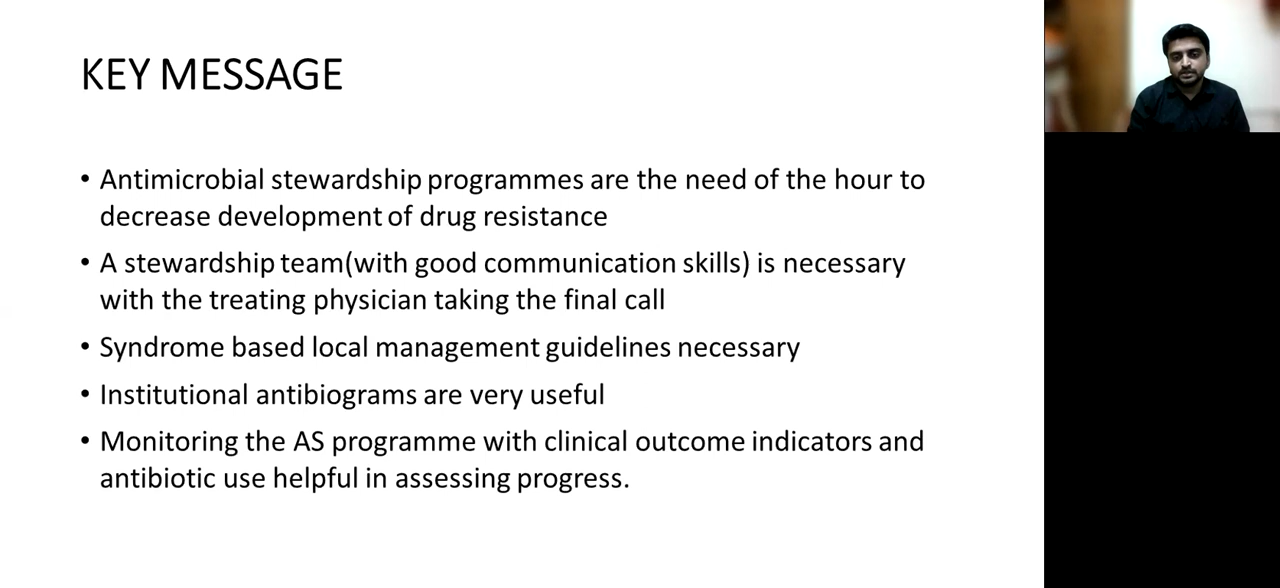 KEY MESSAGE
• Antimicrobial stewardship programmes are the need of the hour to
decrease development of drug resistance
• A stewardship team(with good communication skills) is necessary
with the treating physician taking the final call
• Syndrome based local management guidelines necessary
• Institutional antibiograms are very useful
• Monitoring the AS programme with clinical outcome indicators and
antibiotic use helpful in assessing progress.